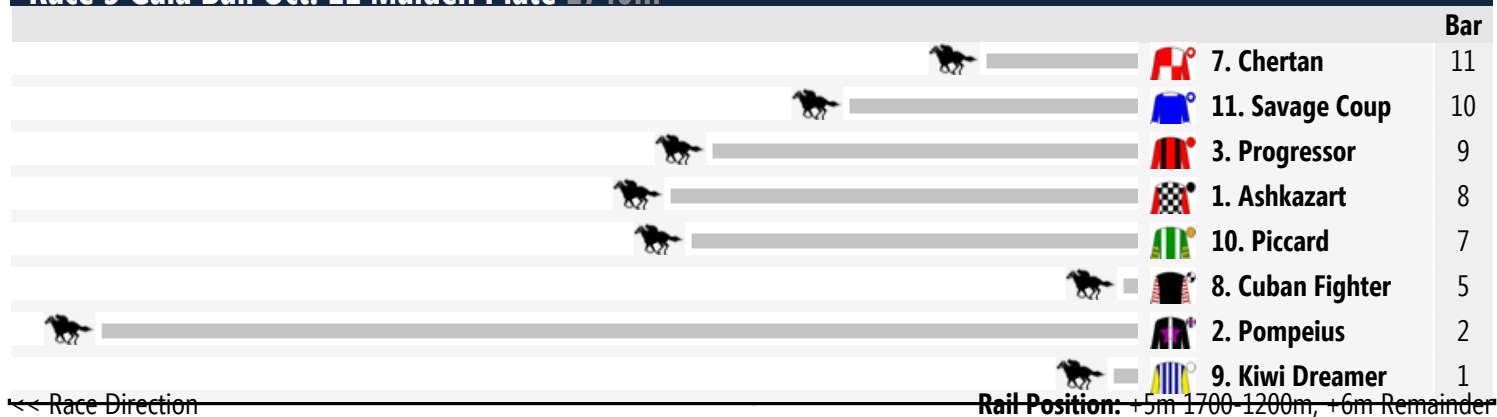 Bar
7. Chertan 11
11. Savage Coup 10
3. Progressor 9
1. Ashkazart 8
10. Piccard 7
8. Cuban Fighter 5
2. Pompeius 2
9. Kiwi Dreamer 1
<< Race Direction Rail Position: +5m 1700-1200m, +6m Remainder